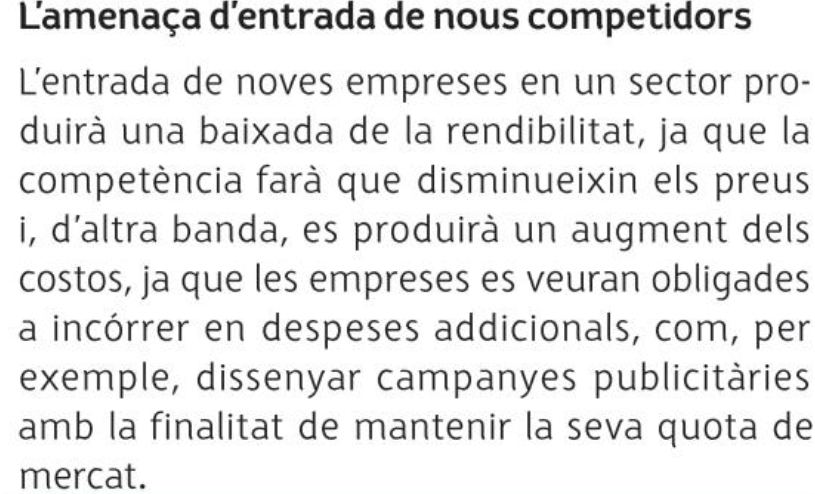 L'amenaça d'entrada de nous competidors
L'entrada de noves empreses en un sector pro-
duirà una baixada de la rendibilitat, ja que la
competència farà que disminueixin els preus
i, d'altra banda, es produirà un augment dels
costos, ja que les empreses es veuran obligades
a incórrer en despeses addicionals, com, per
exemple, dissenyar campanyes publicitàries
amb la finalitat de mantenir la seva quota de
mercat.